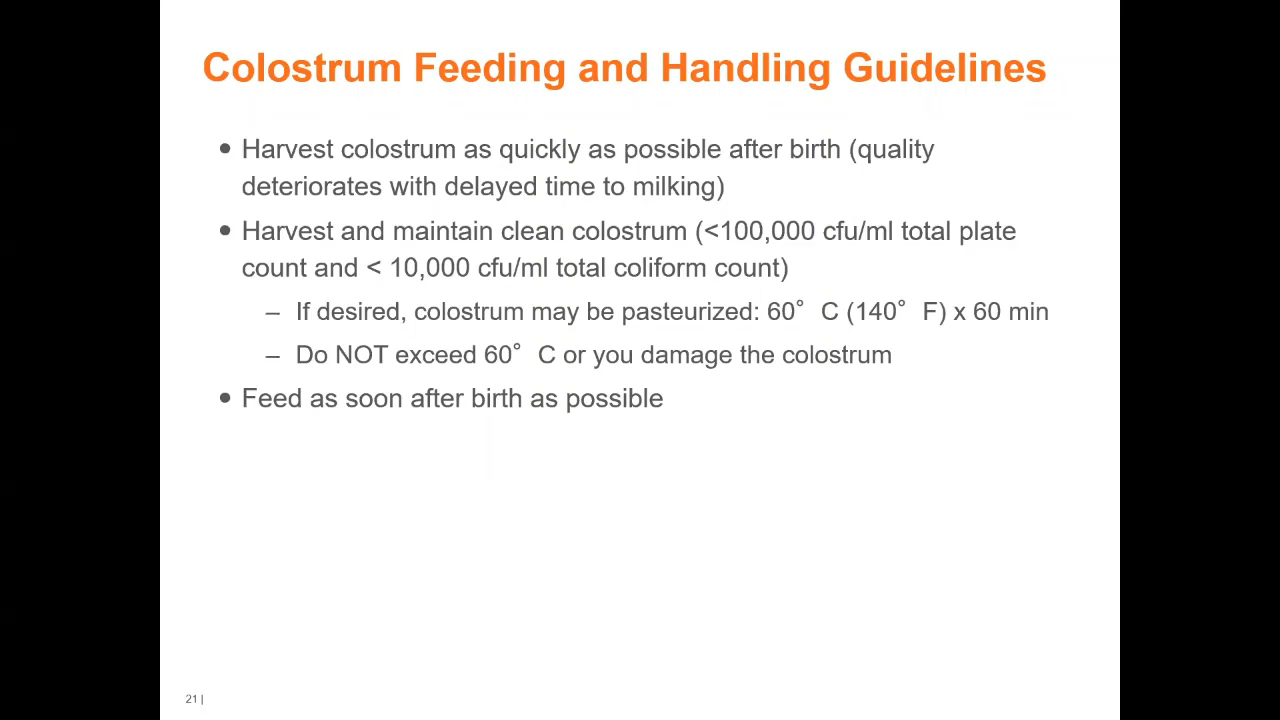 Colostrum Feeding and Handling Guidelines
• Harvest colostrum as quickly as possible after birth (quality
deteriorates with delayed time to milking)
• Harvest and maintain clean colostrum (<100,000 cfu/ml total plate
count and < 10,000 cfu/ml total coliform count)
– If desired, colostrum may be pasteurized: 60° C (140° F) x 60 min
– Do NOT exceed 60° C or you damage the colostrum
• Feed as soon after birth as possible
21 |